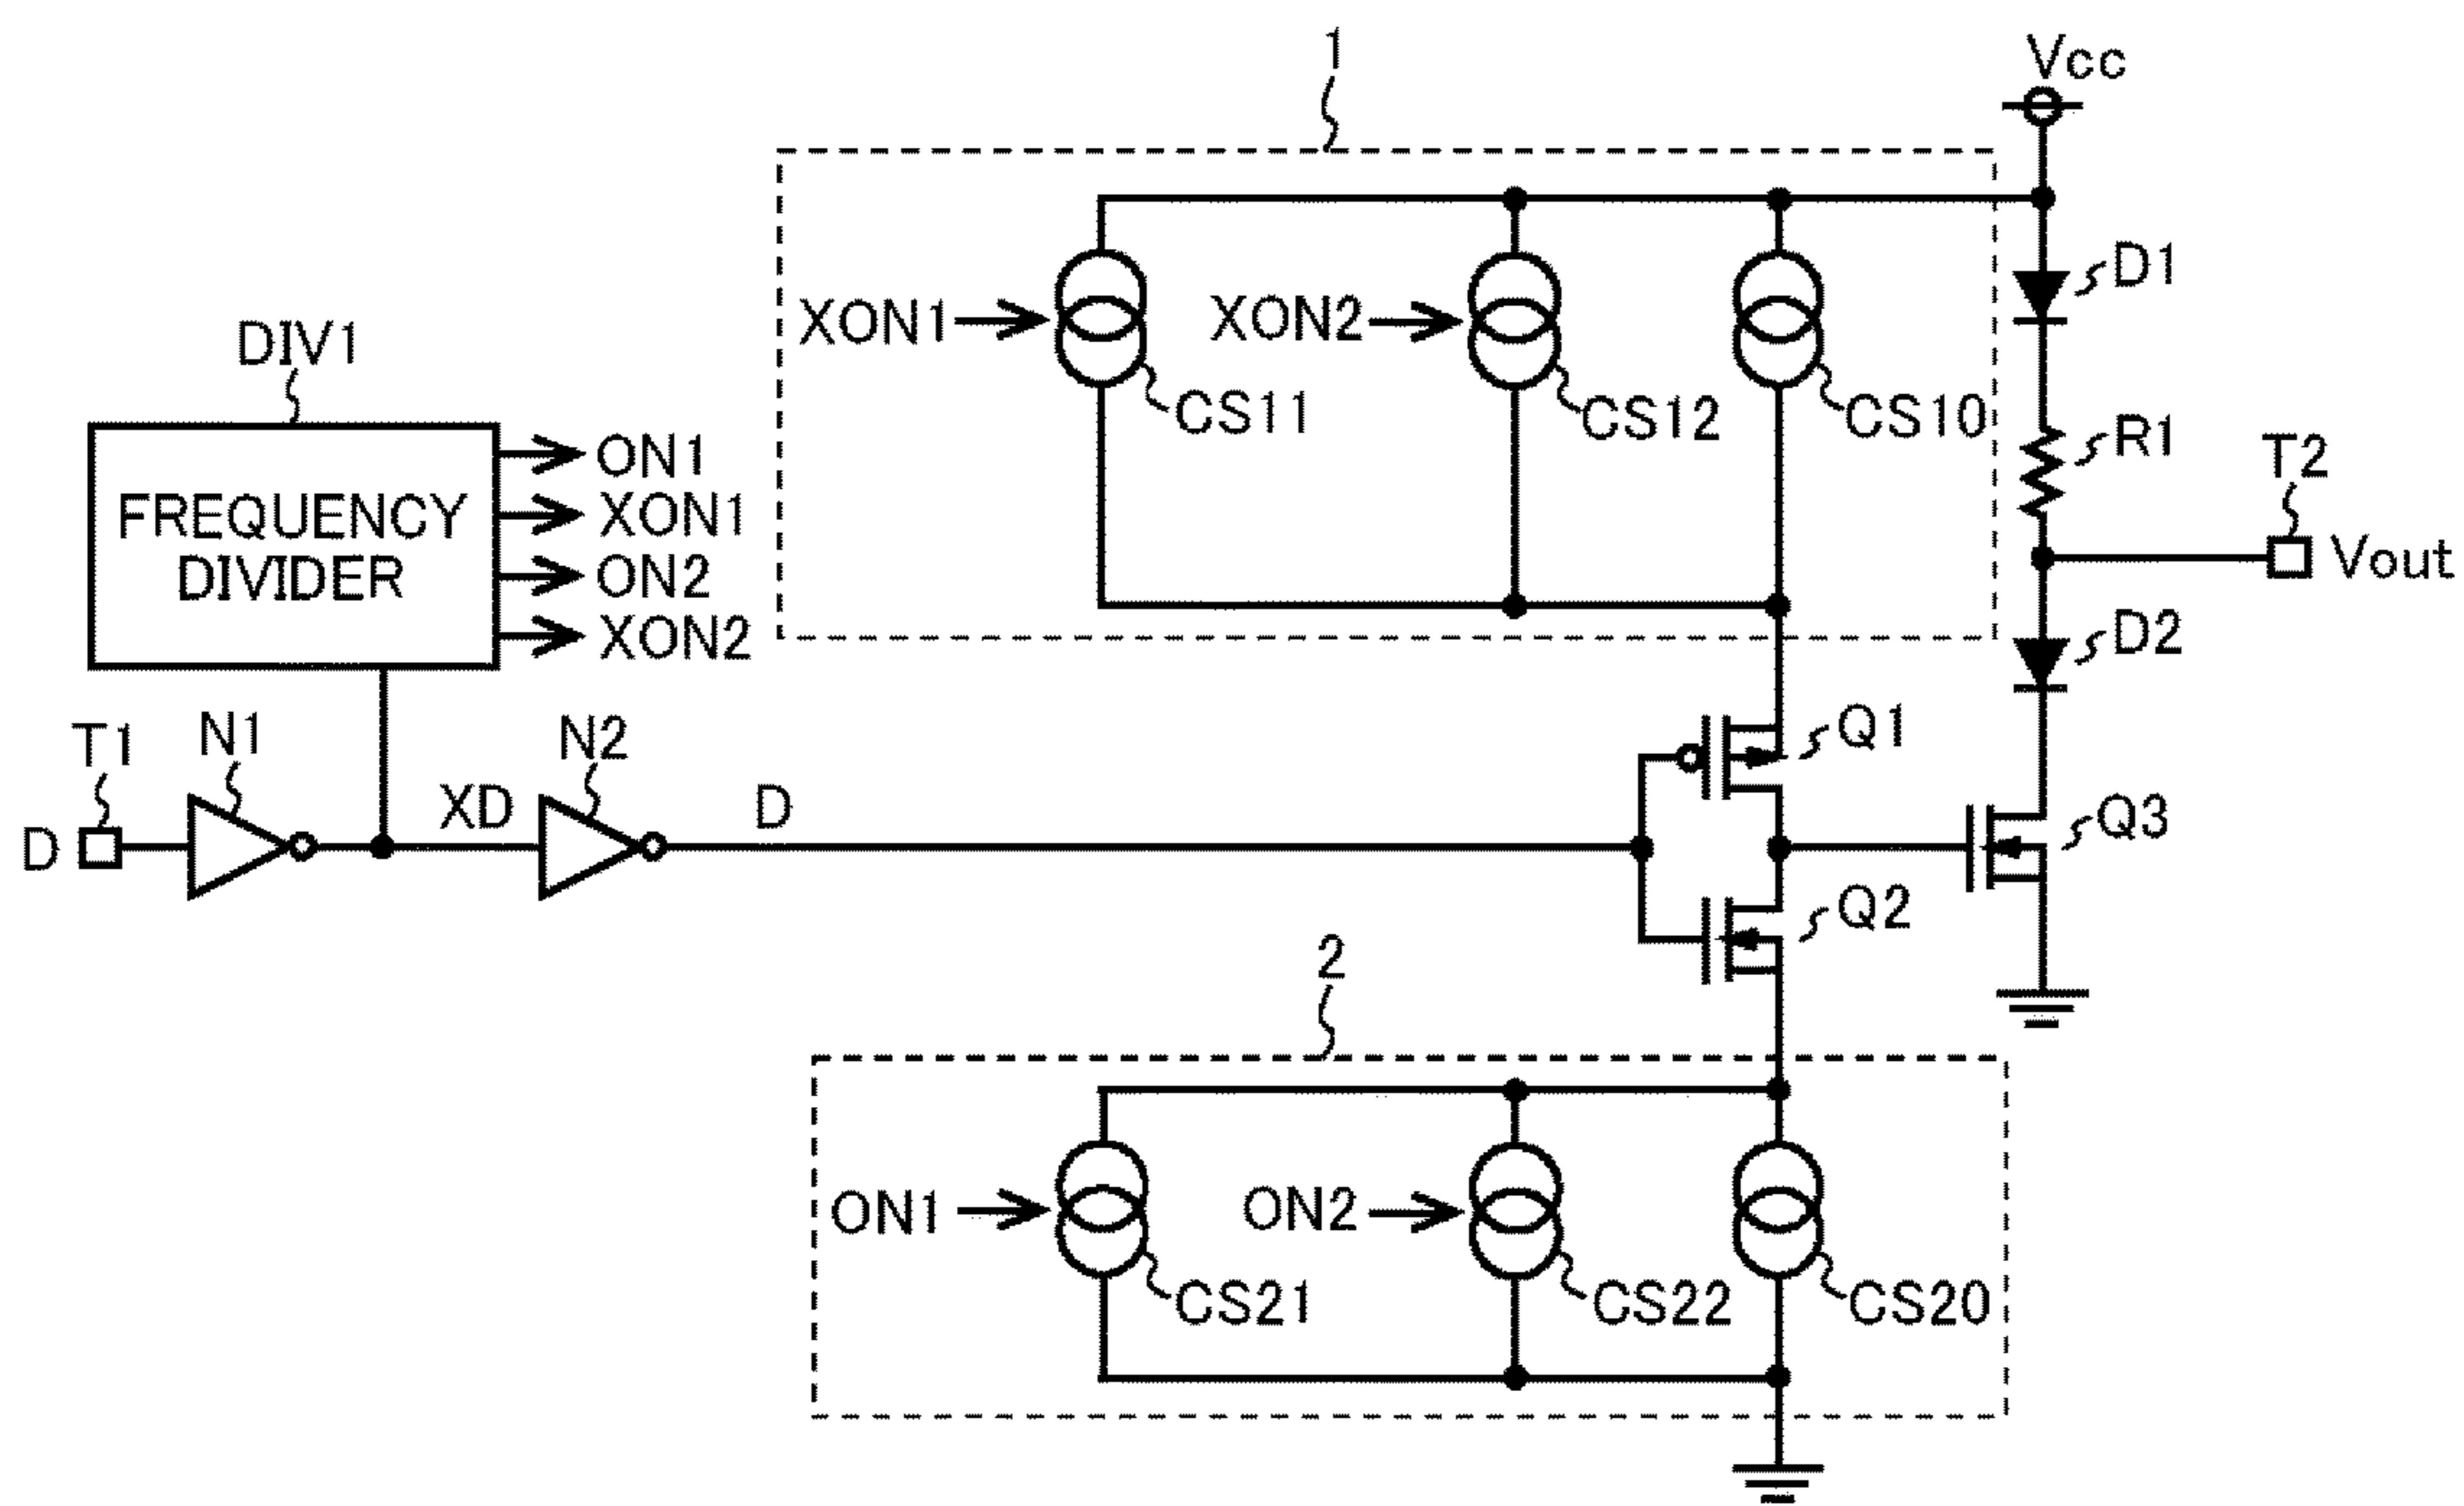 1
Vcc
D1
XON1
XON2
DIV1
CS11
CS12
CS10
R1
T2
ON1
FREQUENCY
XON1
DIVIDER
ON2
XON2
Vout
D2
T1
N1
N2
Q1
D
XD
D
Q3
Q2
2
ON1
ON2
CS21
CS22
CS20